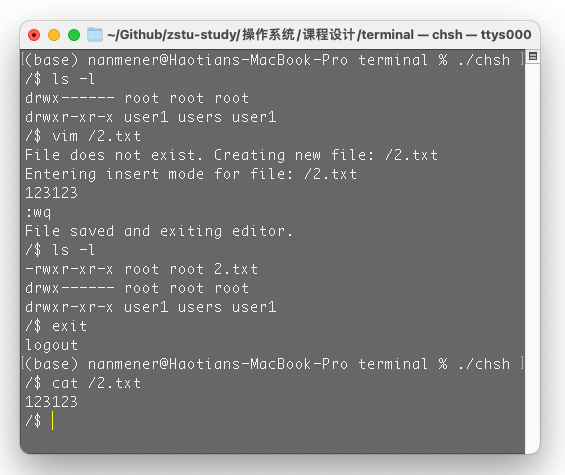 ~/Github/zstu-study/操作系统/课程设计/terminal — chsh — ttys000
[(base) nanmener@Haotians-MacBook-Pro terminal % ./chsh ]
/$ ls -l
drwx------ root root root
drwxr-xr-x user1 users user1
/$ vim /2.txt
File does not exist. Creating new file: /2.txt
Entering insert mode for file: /2.txt
123123
:wq
File saved and exiting editor.
/$ ls -l
-rwxr-xr-x root root 2.txt
drwx------ root root root
drwxr-xr-x user1 users user1
/$ exit
logout
[(base) nanmener@Haotians-MacBook-Pro terminal % ./chsh ]
/$ cat /2.txt
123123
/$